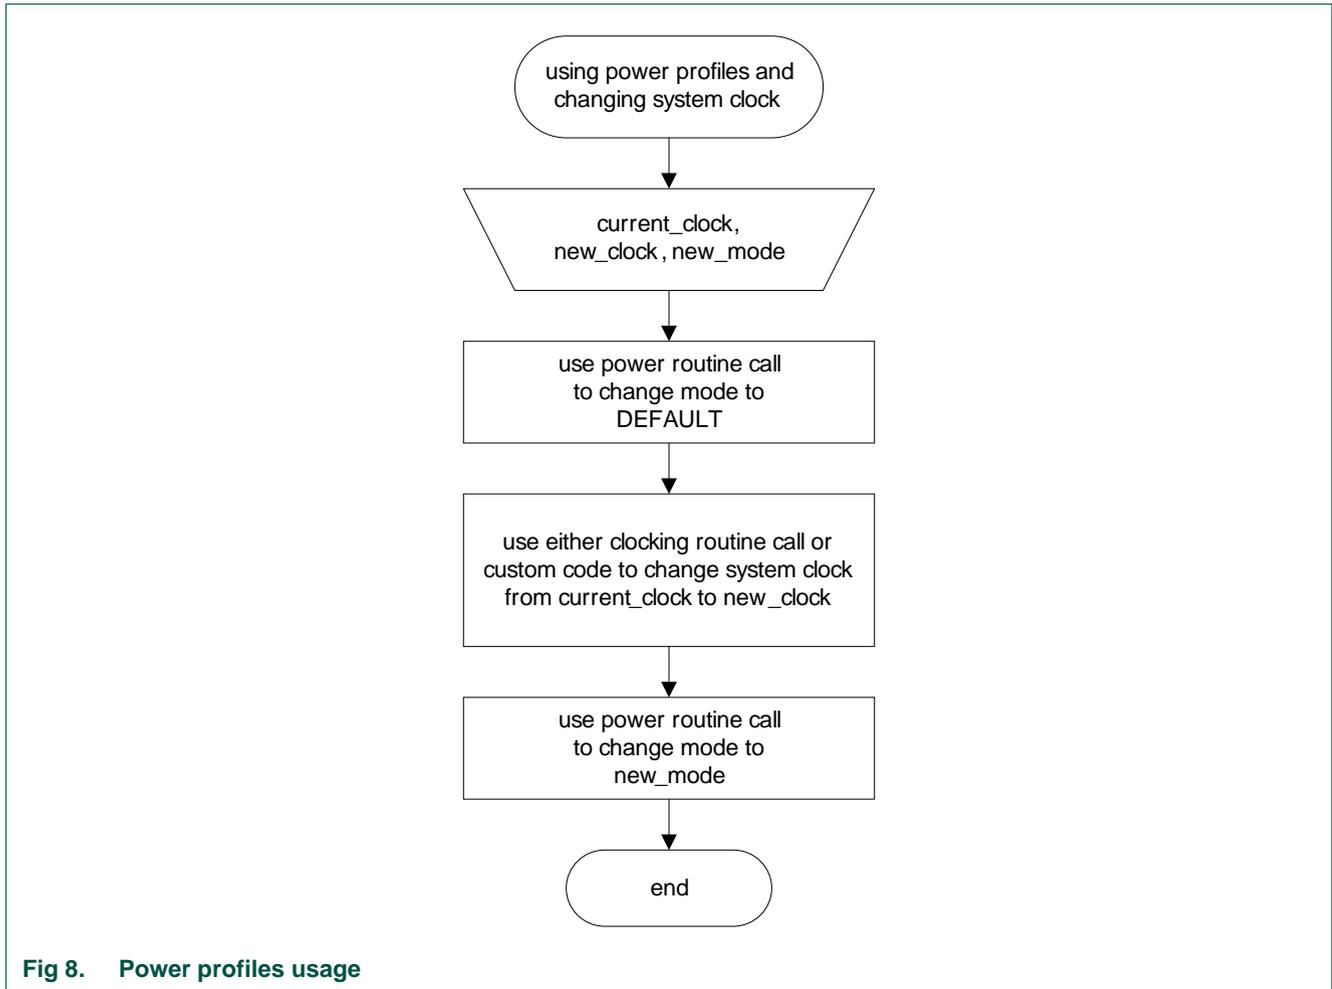 using power profiles and
changing system clock
current_clock,
new_clock, new_mode
use power routine call
to change mode to
DEFAULT
use either clocking routine call or
custom code to change system clock
from current_clock to new_clock
use power routine call
to change mode to
new_mode
end
Fig 8. Power profiles usage